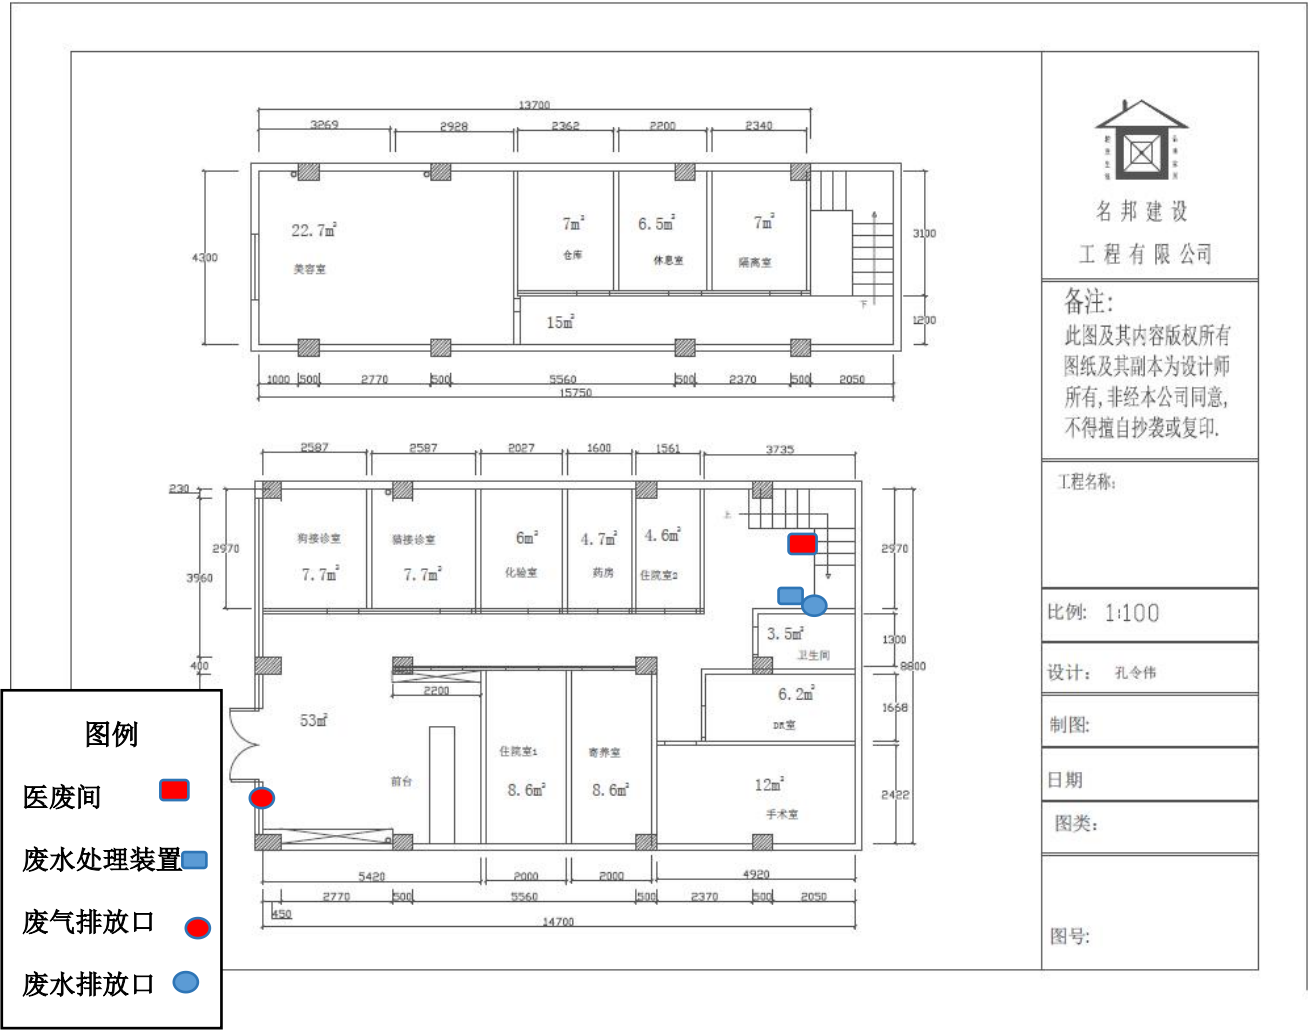 13700
3269 2928 2362 2200 2340
22.7㎡
美容室
7㎡
仓库
6.5㎡
休息室
7㎡
隔离室
15㎡
下
4300
3100
1200
1000 500 2770 500 5560 500 2370 500 2050
15750
2587 2587 2027 1600 1561 3735
230
2970
3960
400
狗接诊室
7.7㎡
猫接诊室
7.7㎡
6㎡
化验室
4.7㎡
药房
4.6㎡
住院室2
上
3.5㎡
卫生间
6.2㎡
DR室
2200
53㎡
前台
住院室1
8.6㎡
寄养室
8.6㎡
12㎡
手术室
2970
1300
8800
1668
2422
5420 2000 2000 4920
2770 500 5560 500 2370 500 2050
450
14700
图例
医废间
废水处理装置
废气排放口
废水排放口
名邦建设
工程有限公司
备注:
此图及其内容版权所有
图纸及其副本为设计师
所有,非经本公司同意,
不得擅自抄袭或复印.
工程名称:
比例: 1:100
设计: 孔令伟
制图:
日期
图类:
图号: